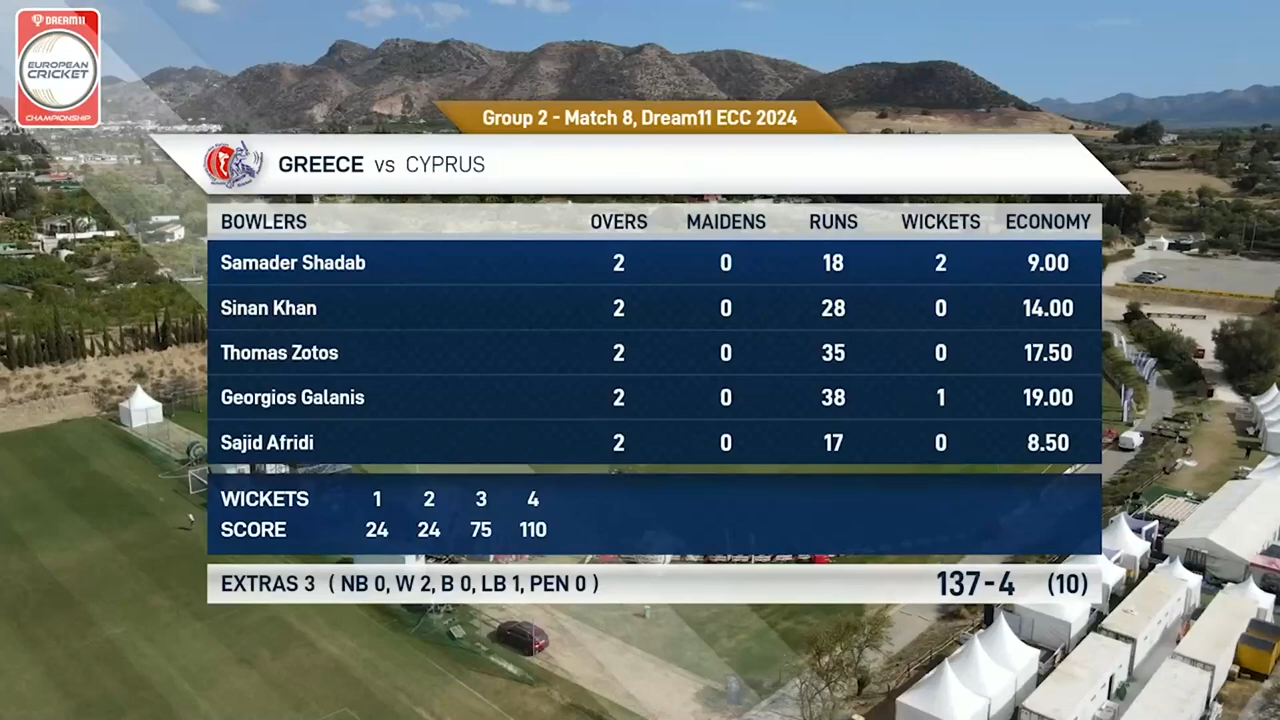 DREAM11
EUROPEAN
CRICKET
CHAMPIONSHIP
Group 2 - Match 8, Dream11 ECC 2024
GREECE vs CYPRUS
BOWLERS OVERS MAIDENS RUNS WICKETS ECONOMY
Samader Shadab 2 0 18 2 9.00
Sinan Khan 2 0 28 0 14.00
Thomas Zotos 2 0 35 0 17.50
Georgios Galanis 2 0 38 1 19.00
Sajid Afridi 2 0 17 0 8.50
WICKETS 1 2 3 4
SCORE 24 24 75 110
EXTRAS 3 ( NB 0, W 2, B 0, LB 1, PEN 0 ) 137-4 (10)